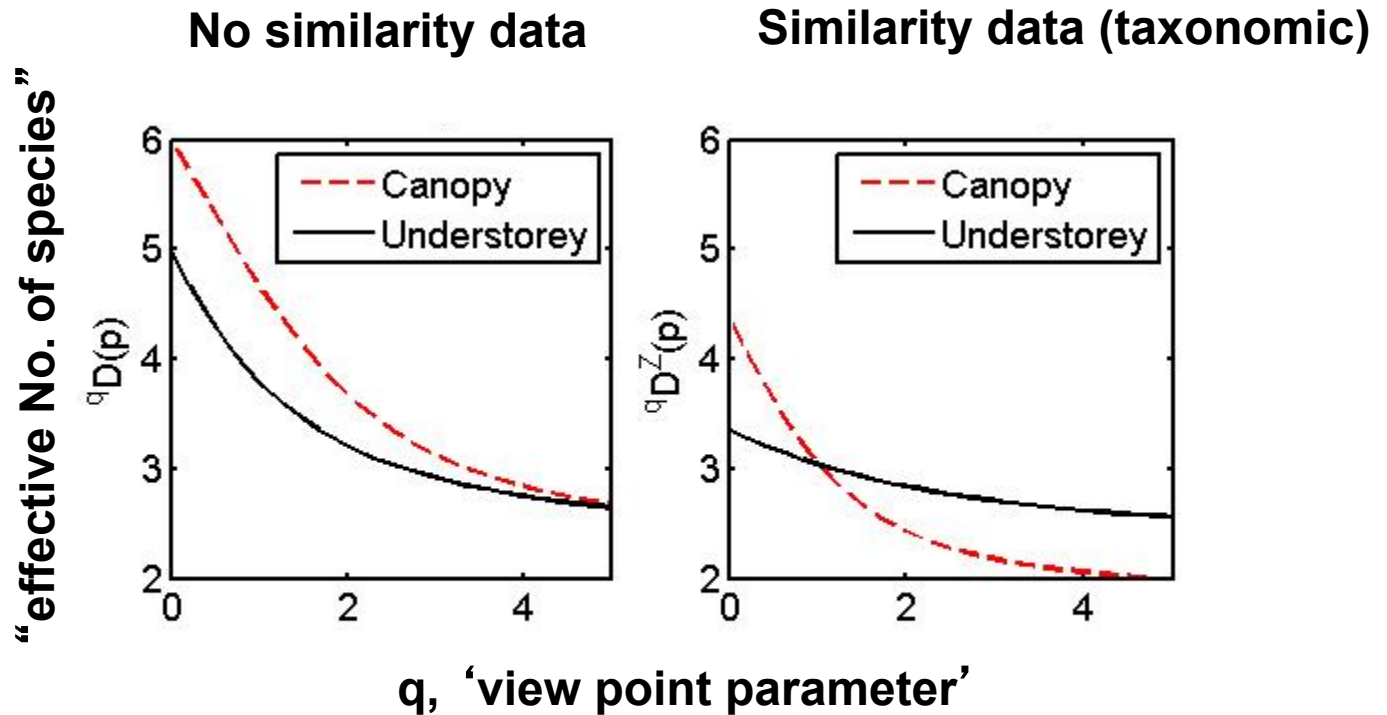 No similarity data
Similarity data (taxonomic)
“effective No. of species”
6
5
4
3
2
qD(p)
Canopy
Understorey
0
2
4
6
5
4
3
2
qDZ(p)
Canopy
Understorey
0
2
4
q, ‘view point parameter’